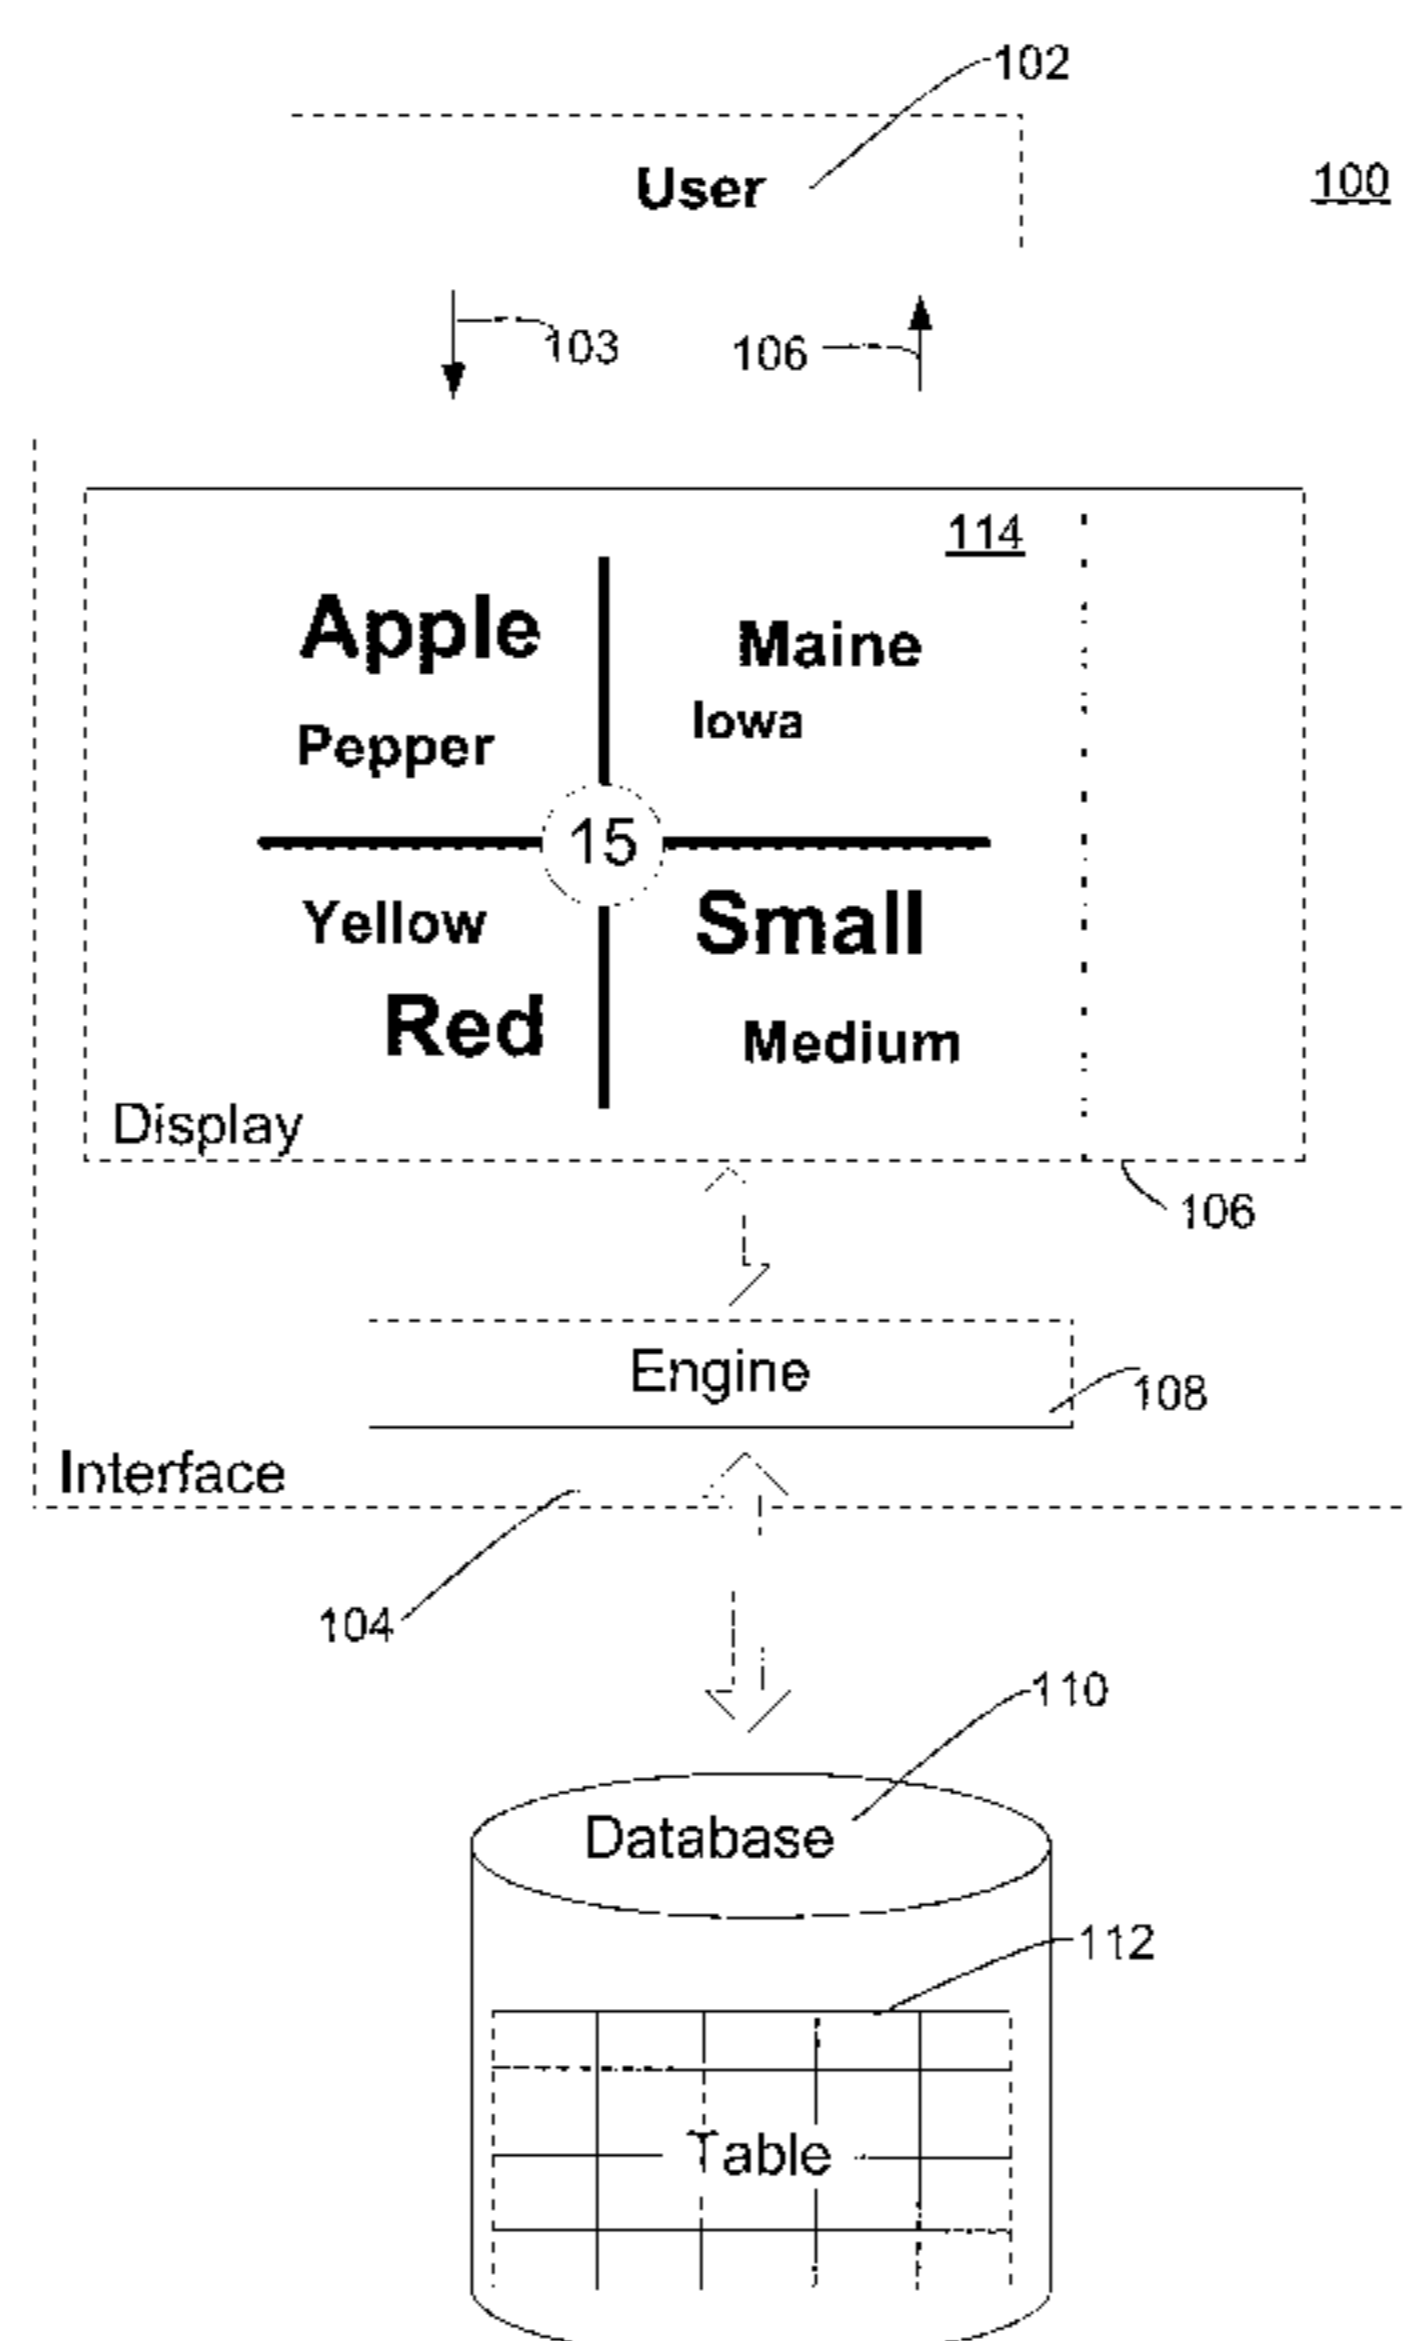 102
User
100
103
106
114
Apple
Maine
Pepper
Iowa
15
Yellow
Small
Red
Medium
Display
106
Engine
108
Interface
104
110
Database
112
Table